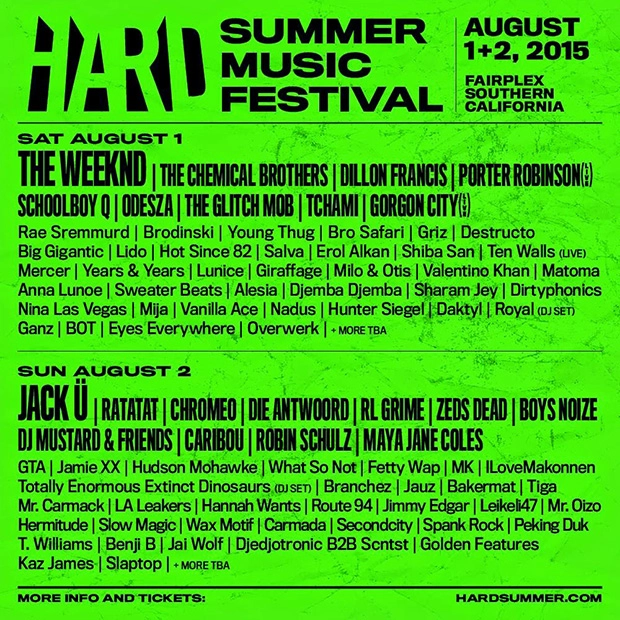 HARD
SUMMER
MUSIC
FESTIVAL
AUGUST
1+2, 2015
FAIRPLEX
SOUTHERN
CALIFORNIA
SAT AUGUST 1
THE WEEKND | THE CHEMICAL BROTHERS | DILLON FRANCIS | PORTER ROBINSON (LIVE)
SCHOOLBOY Q | ODESZA | THE GLITCH MOB | TCHAMI | GORGON CITY (LIVE)
Rae Sremmurd | Brodinski | Young Thug | Bro Safari | Griz | Destructo
Big Gigantic | Lido | Hot Since 82 | Salva | Erol Alkan | Shiba San | Ten Walls (LIVE)
Mercer | Years & Years | Lunice | Giraffage | Milo & Otis | Valentino Khan | Matoma
Anna Lunoe | Sweater Beats | Alesia | Djemba Djemba | Sharam Jey | Dirtyphonics
Nina Las Vegas | Mija | Vanilla Ace | Nadus | Hunter Siegel | Daktyl | Royal (DJ SET)
Ganz | BOT | Eyes Everywhere | Overwerk | + MORE TBA
SUN AUGUST 2
JACK Ü | RATATAT | CHROMEO | DIE ANTWOORD | RL GRIME | ZEDS DEAD | BOYS NOIZE
DJ MUSTARD & FRIENDS | CARIBOU | ROBIN SCHULZ | MAYA JANE COLES
GTA | Jamie XX | Hudson Mohawke | What So Not | Fetty Wap | MK | ILoveMakonnen
Totally Enormous Extinct Dinosaurs (DJ SET) | Branchez | Jauz | Bakermat | Tiga
Mr. Carmack | LA Leakers | Hannah Wants | Route 94 | Jimmy Edgar | Leikeli47 | Mr. Oizo
Hermitude | Slow Magic | Wax Motif | Carmada | Secondcity | Spank Rock | Peking Duk
T. Williams | Benji B | Jai Wolf | Djedjotronic B2B Scntst | Golden Features
Kaz James | Slaptop | + MORE TBA
MORE INFO AND TICKETS:
HARDSUMMER.COM